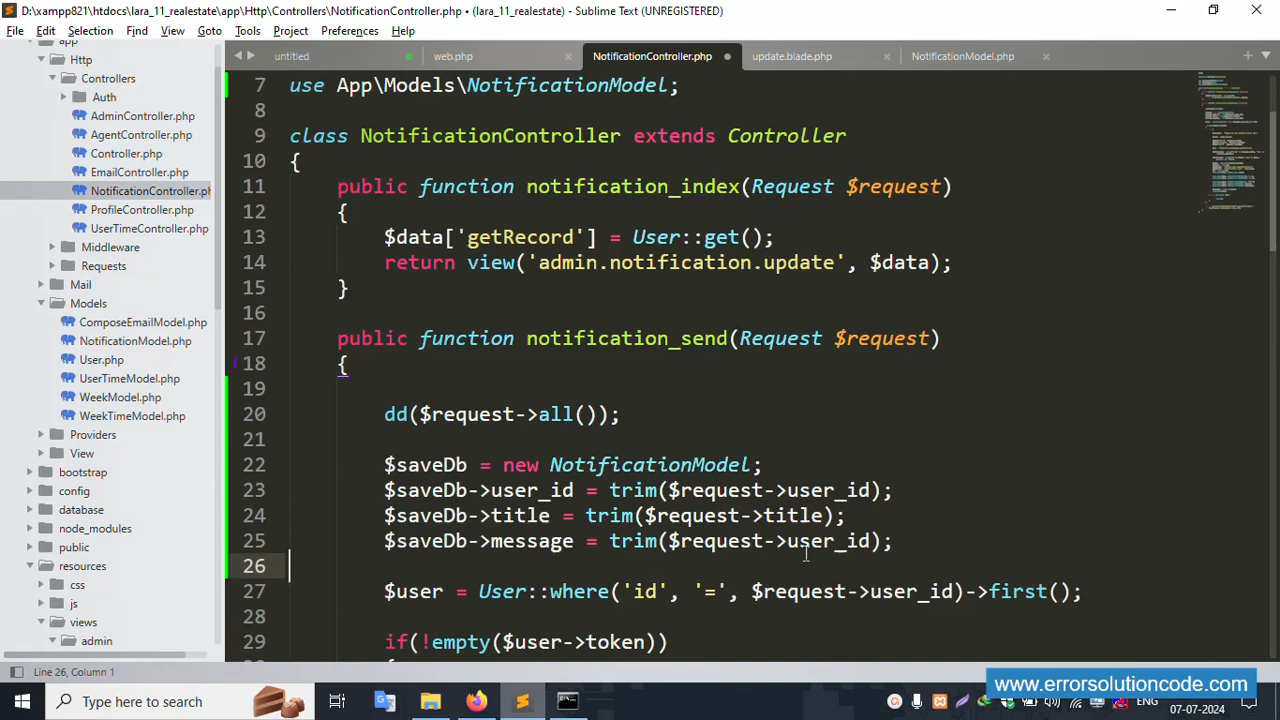 D:\xampp821\htdocs\lara_11_realestate\app\Http\Controllers\NotificationController.php • (lara_11_realestate) - Sublime Text (UNREGISTERED)
File Edit Selection Find View Goto Tools Project Preferences Help
untitled web.php NotificationController.php update.blade.php NotificationModel.php
app
Http
Controllers
Auth
AdminController.php
AgentController.php
Controller.php
EmailController.php
NotificationController.ph
ProfileController.php
UserTimeController.php
Middleware
Requests
Mail
Models
ComposeEmailModel.php
NotificationModel.php
User.php
UserTimeModel.php
WeekModel.php
WeekTimeModel.php
Providers
View
bootstrap
config
database
node_modules
public
resources
css
js
views
admin
7 use App\Models\NotificationModel;
8
9 class NotificationController extends Controller
10 {
11 public function notification_index(Request $request)
12 {
13 $data['getRecord'] = User::get();
14 return view('admin.notification.update', $data);
15 }
16
17 public function notification_send(Request $request)
18 {
19
20 dd($request->all());
21
22 $saveDb = new NotificationModel;
23 $saveDb->user_id = trim($request->user_id);
24 $saveDb->title = trim($request->title);
25 $saveDb->message = trim($request->user_id);
26
27 $user = User::where('id', '=', $request->user_id)->first();
28
29 if(!empty($user->token))
Line 26, Column 1
www.errorsolutioncode.com
Type here to search
ENG
07-07-2024